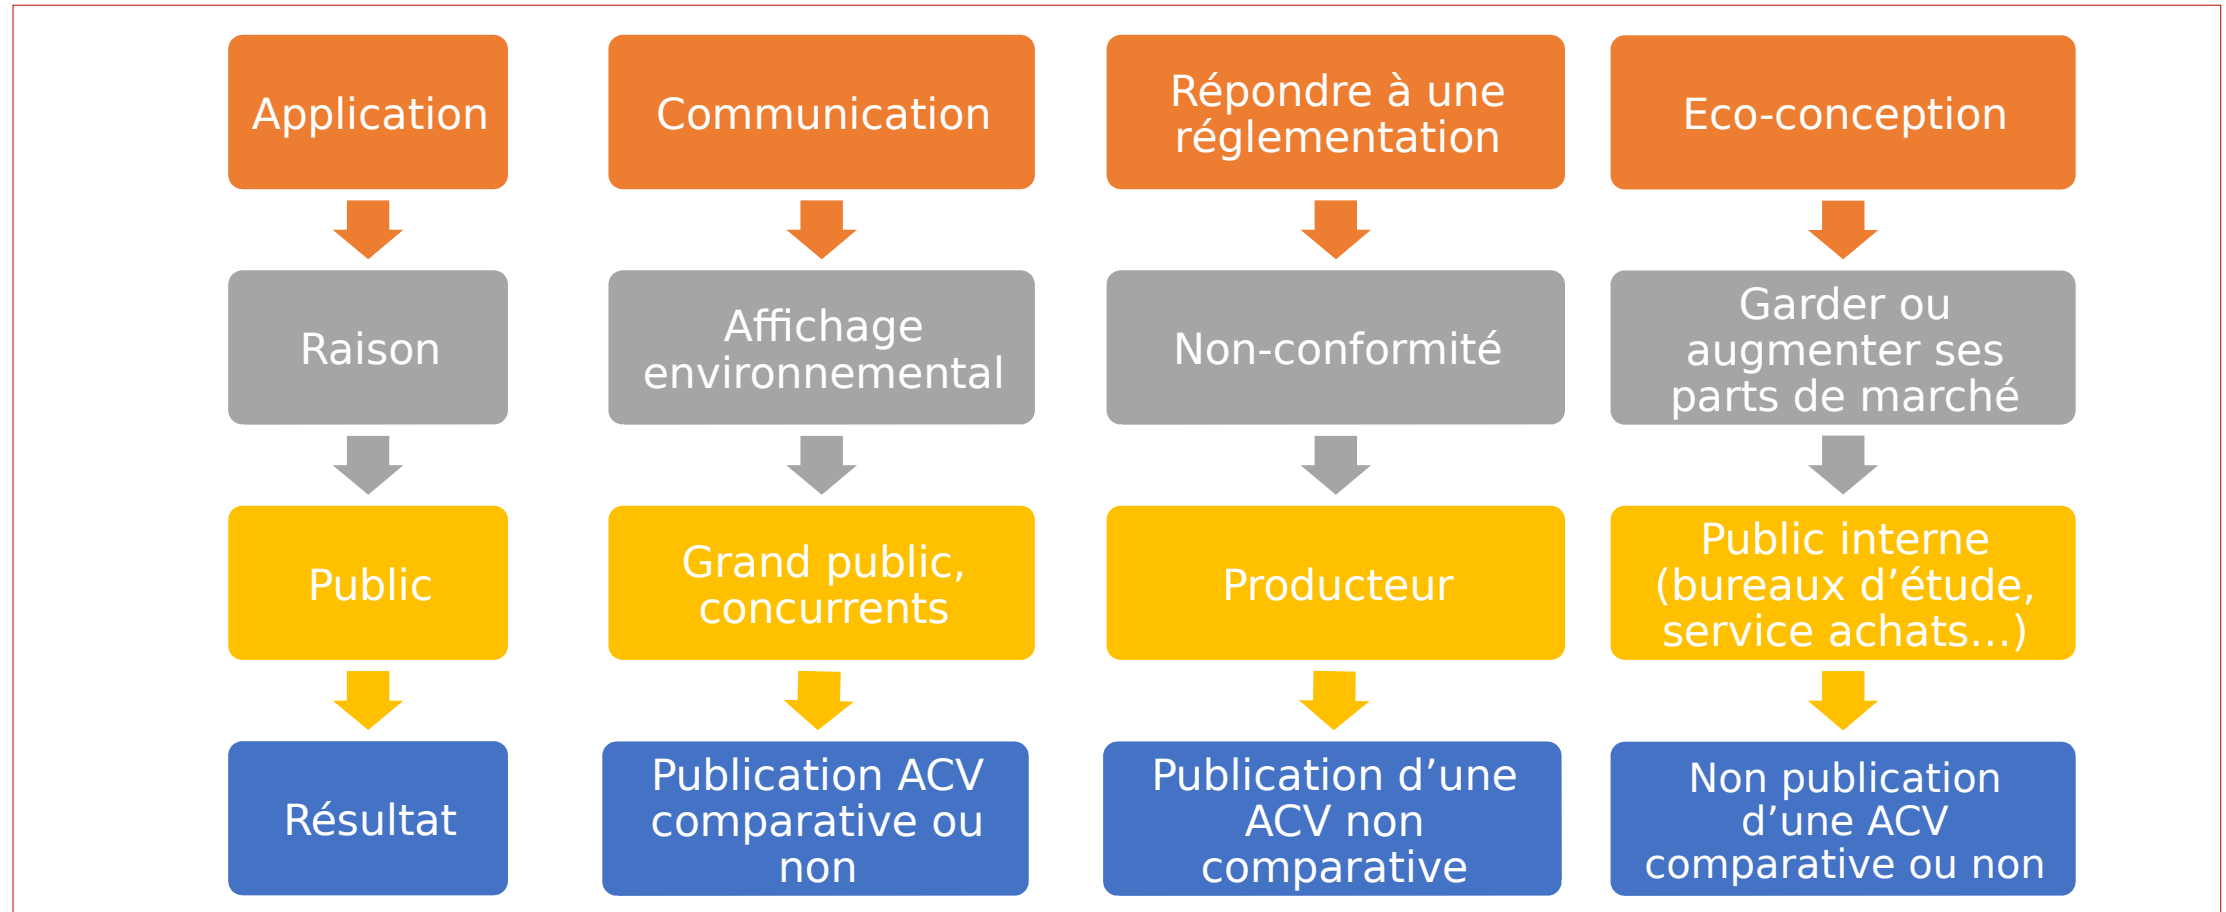 Application
Communication
Répondre à une
réglementation
Eco-conception
Raison
Affichage
environnemental
Non-conformité
Garder ou
augmenter ses
parts de marché
Public
Grand public,
concurrents
Producteur
Public interne
(bureaux d’étude,
service achats…)
Résultat
Publication ACV
comparative ou
non
Publication d’une
ACV non
comparative
Non publication
d’une ACV
comparative ou non